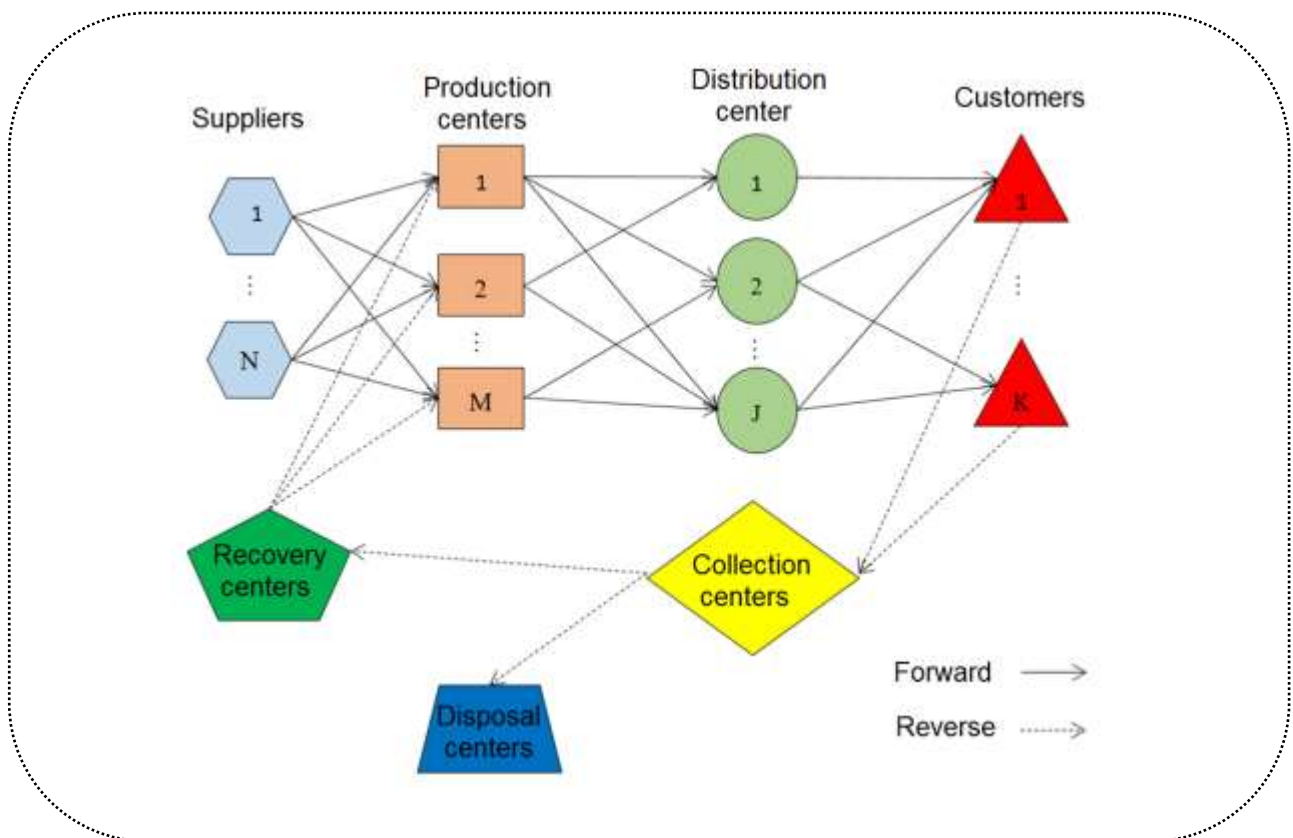 Suppliers
Production
centers
Distribution
center
Customers
1
⋮
N
1
2
⋮
M
1
2
⋮
J
1
⋮
K
Recovery
centers
Collection
centers
Disposal
centers
Forward
Reverse